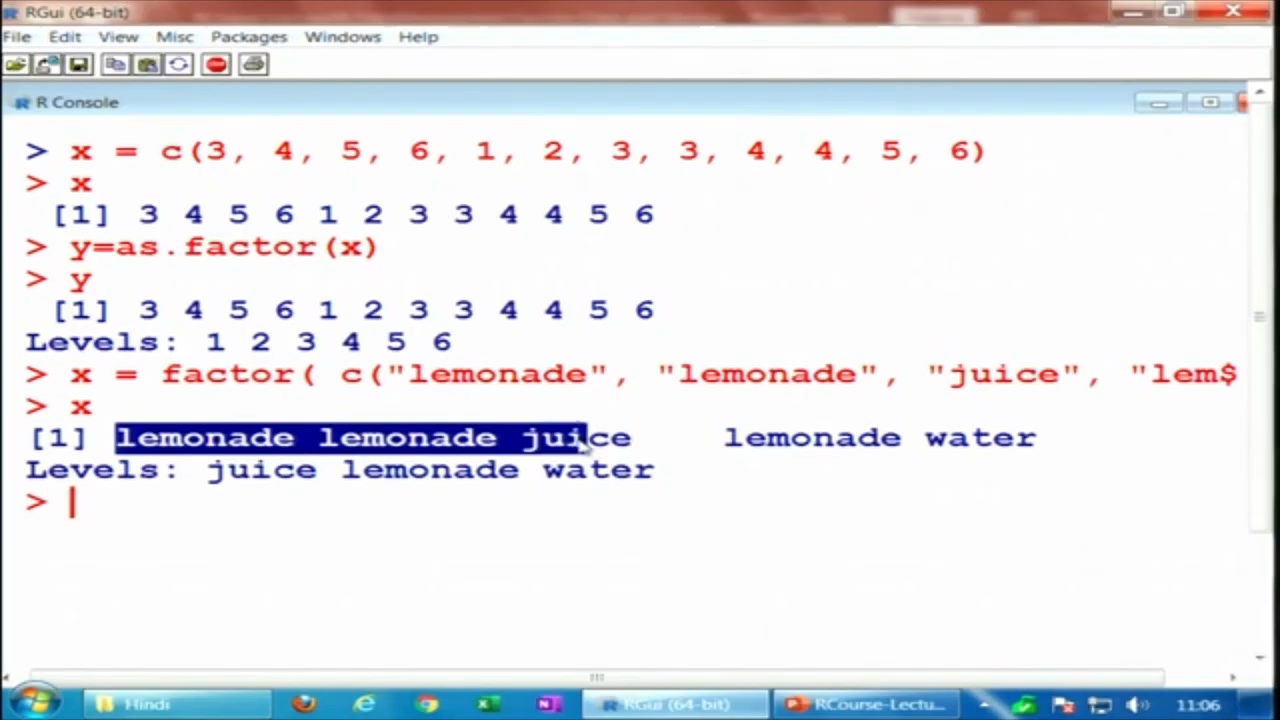 RGui (64-bit)
File Edit View Misc Packages Windows Help
R Console
> x = c(3, 4, 5, 6, 1, 2, 3, 3, 4, 4, 5, 6)
> x
[1] 3 4 5 6 1 2 3 3 4 4 5 6
> y=as.factor(x)
> y
[1] 3 4 5 6 1 2 3 3 4 4 5 6
Levels: 1 2 3 4 5 6
> x = factor( c("lemonade", "lemonade", "juice", "lem$
> x
[1] lemonade lemonade juice lemonade water
Levels: juice lemonade water
>
Hindi RGui (64-bit) RCourse-Lectu... 11:06